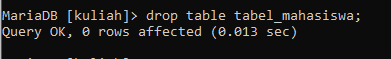 MariaDB [kuliah]> drop table tabel_mahasiswa;
Query OK, 0 rows affected (0.013 sec)